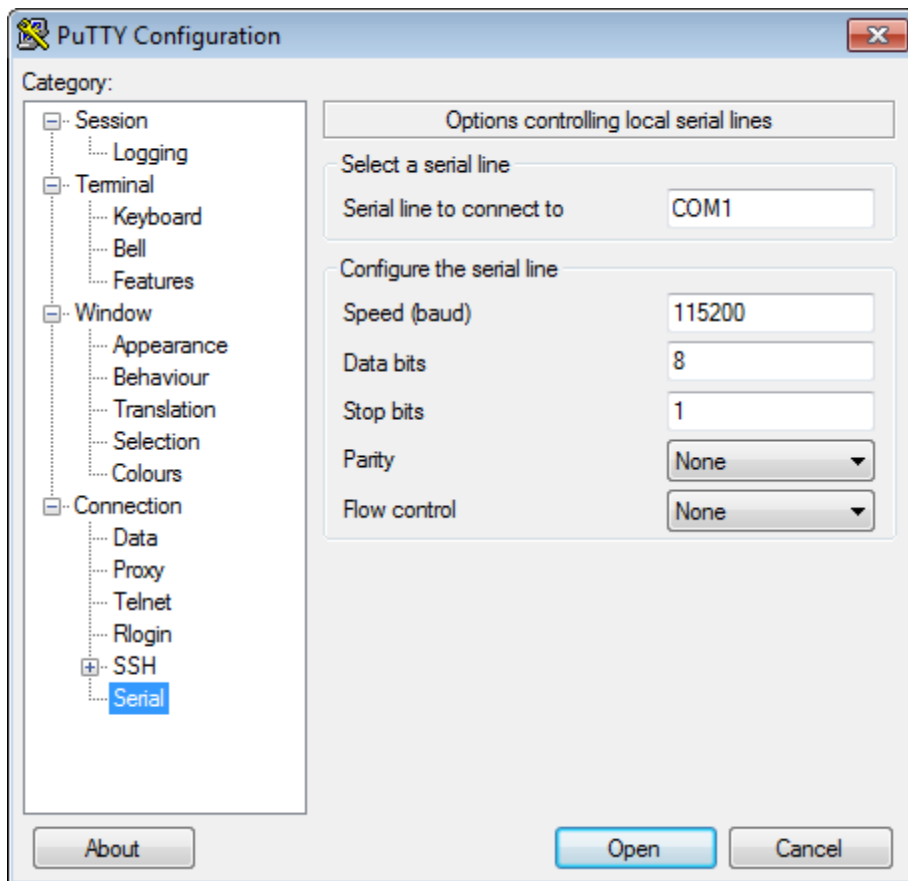 PuTTY Configuration
Category:
Session
Logging
Terminal
Keyboard
Bell
Features
Window
Appearance
Behaviour
Translation
Selection
Colours
Connection
Data
Proxy
Telnet
Rlogin
SSH
Serial
Options controlling local serial lines
Select a serial line
Serial line to connect to COM1
Configure the serial line
Speed (baud) 115200
Data bits 8
Stop bits 1
Parity None
Flow control None
About Open Cancel